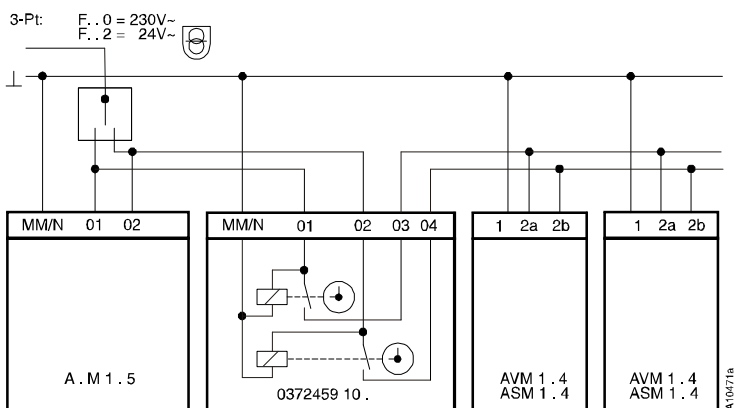 3-Pt: F. . 0 = 230V~
F. . 2 = 24V~
MM/N 01 02
MM/N 01 02 03 04
1 2a 2b
1 2a 2b
A . M 1 . 5
0372459 10 .
AVM 1 . 4
ASM 1 . 4
AVM 1 . 4
ASM 1 . 4
A10471a